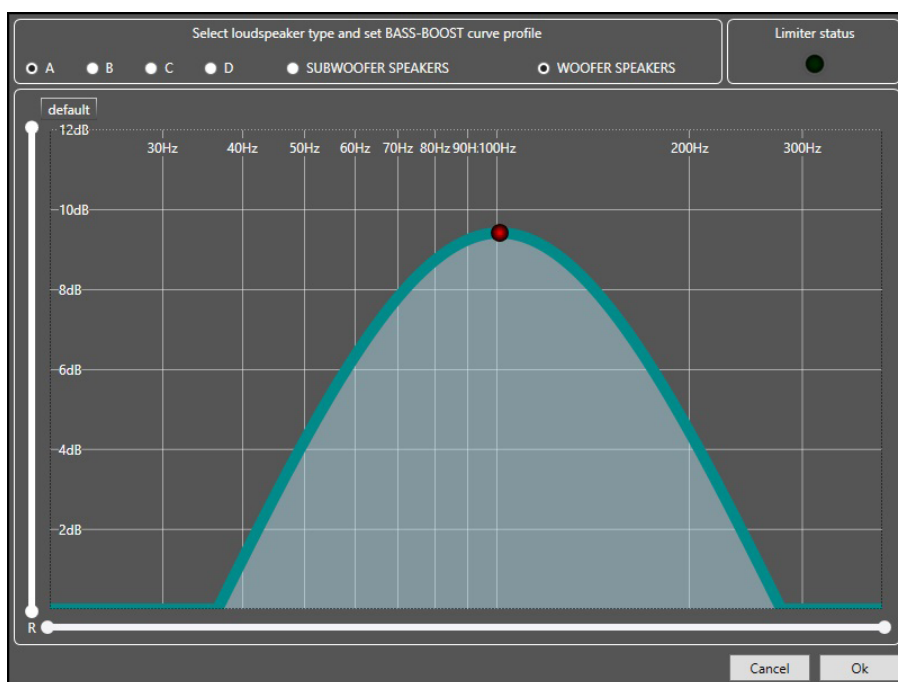 Select loudspeaker type and set BASS-BOOST curve profile
Limiter status
A B C D SUBWOOFER SPEAKERS WOOFER SPEAKERS
default
12dB
30Hz 40Hz 50Hz 60Hz 70Hz 80Hz 90H: 100Hz 200Hz 300Hz
10dB
8dB
6dB
4dB
2dB
R
Cancel Ok